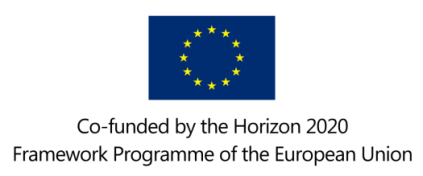 Co-funded by the Horizon 2020
Framework Programme of the European Union